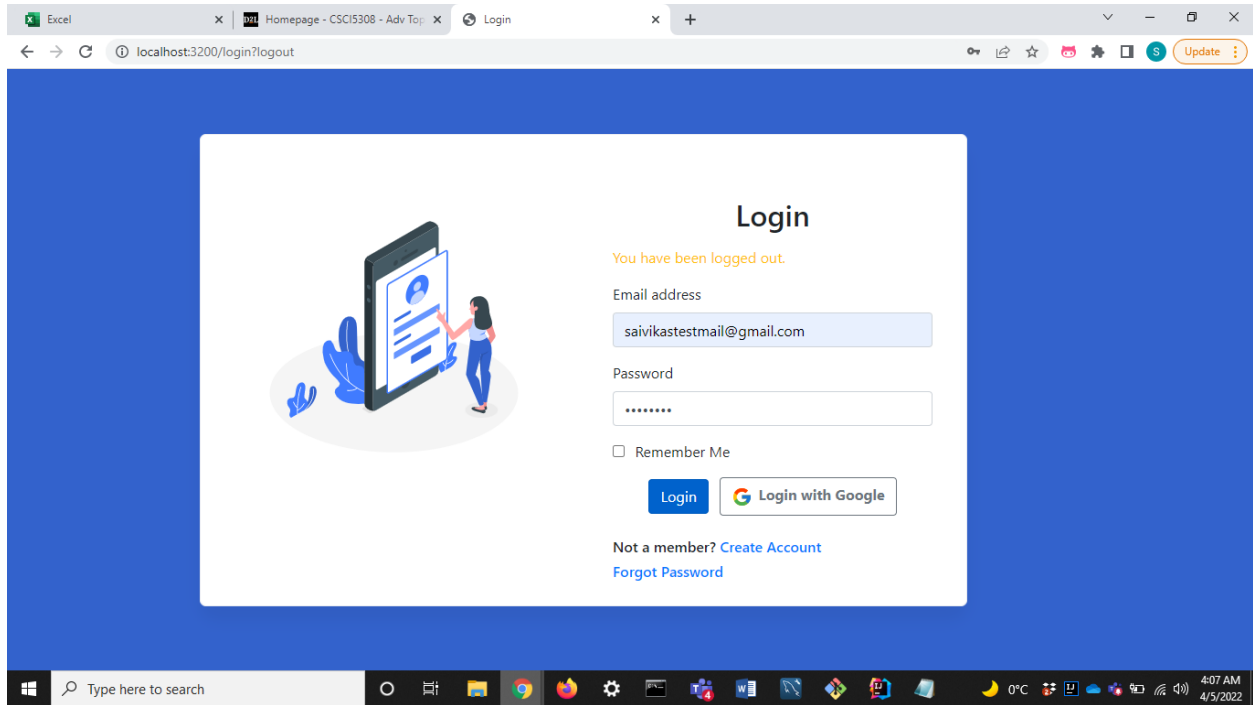 Excel
D2L Homepage - CSCI5308 - Adv Top
Login
localhost:3200/login?logout
S
Update
Login
You have been logged out.
Email address
saivikastestmail@gmail.com
Password
••••••••
Remember Me
Login
Login with Google
Not a member? Create Account
Forgot Password
Type here to search
4
0°C
4:07 AM
4/5/2022